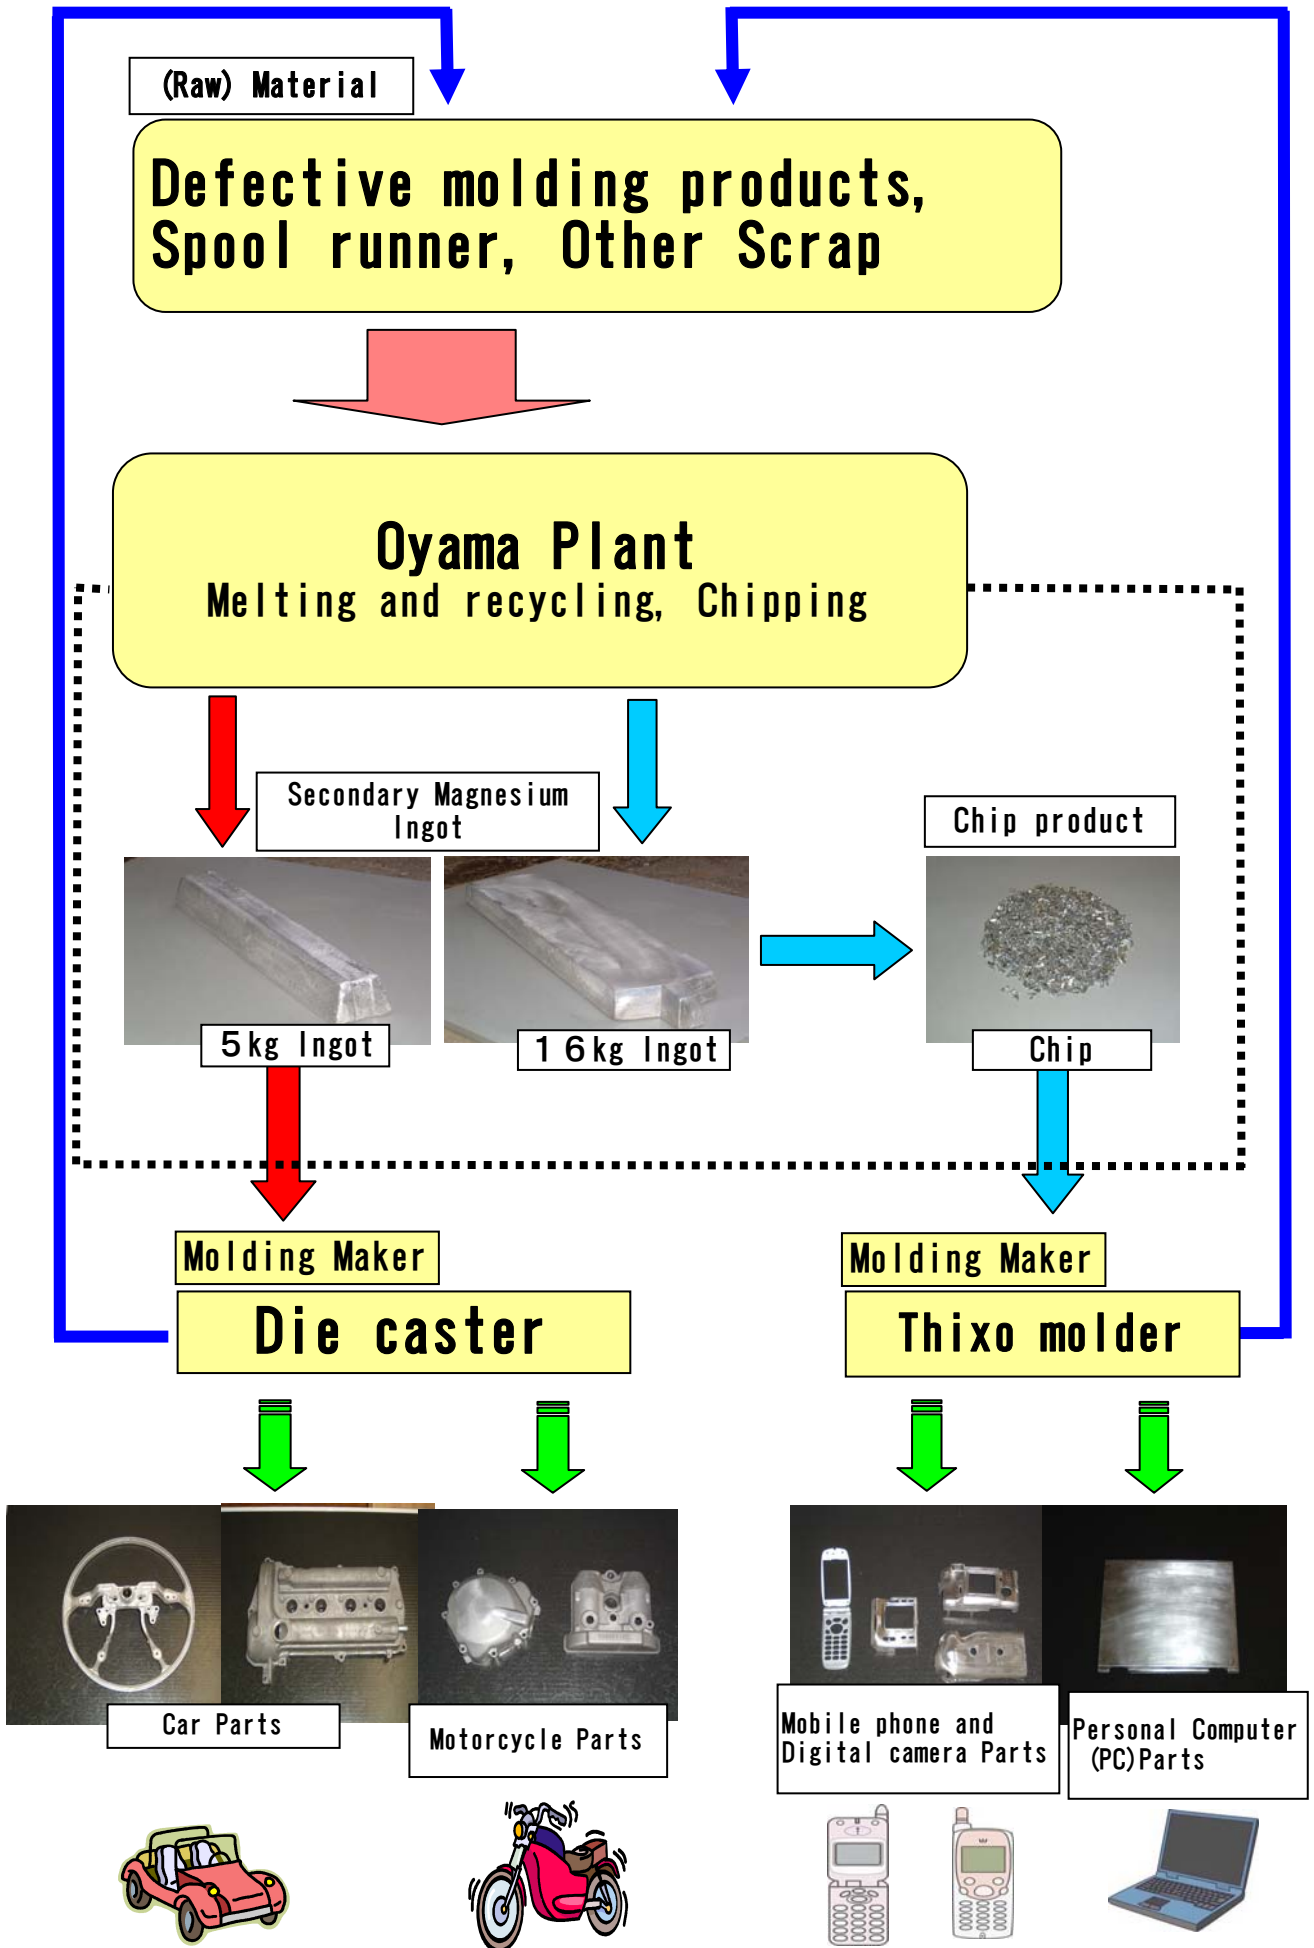 (Raw) Material
Defective molding products,
Spool runner, Other Scrap
Oyama Plant
Melting and recycling, Chipping
Secondary Magnesium
Ingot
Chip product
5kg Ingot
16kg Ingot
Chip
Molding Maker
Die caster
Molding Maker
Thixo molder
Car Parts
Motorcycle Parts
Mobile phone and
Digital camera Parts
Personal Computer
(PC)Parts